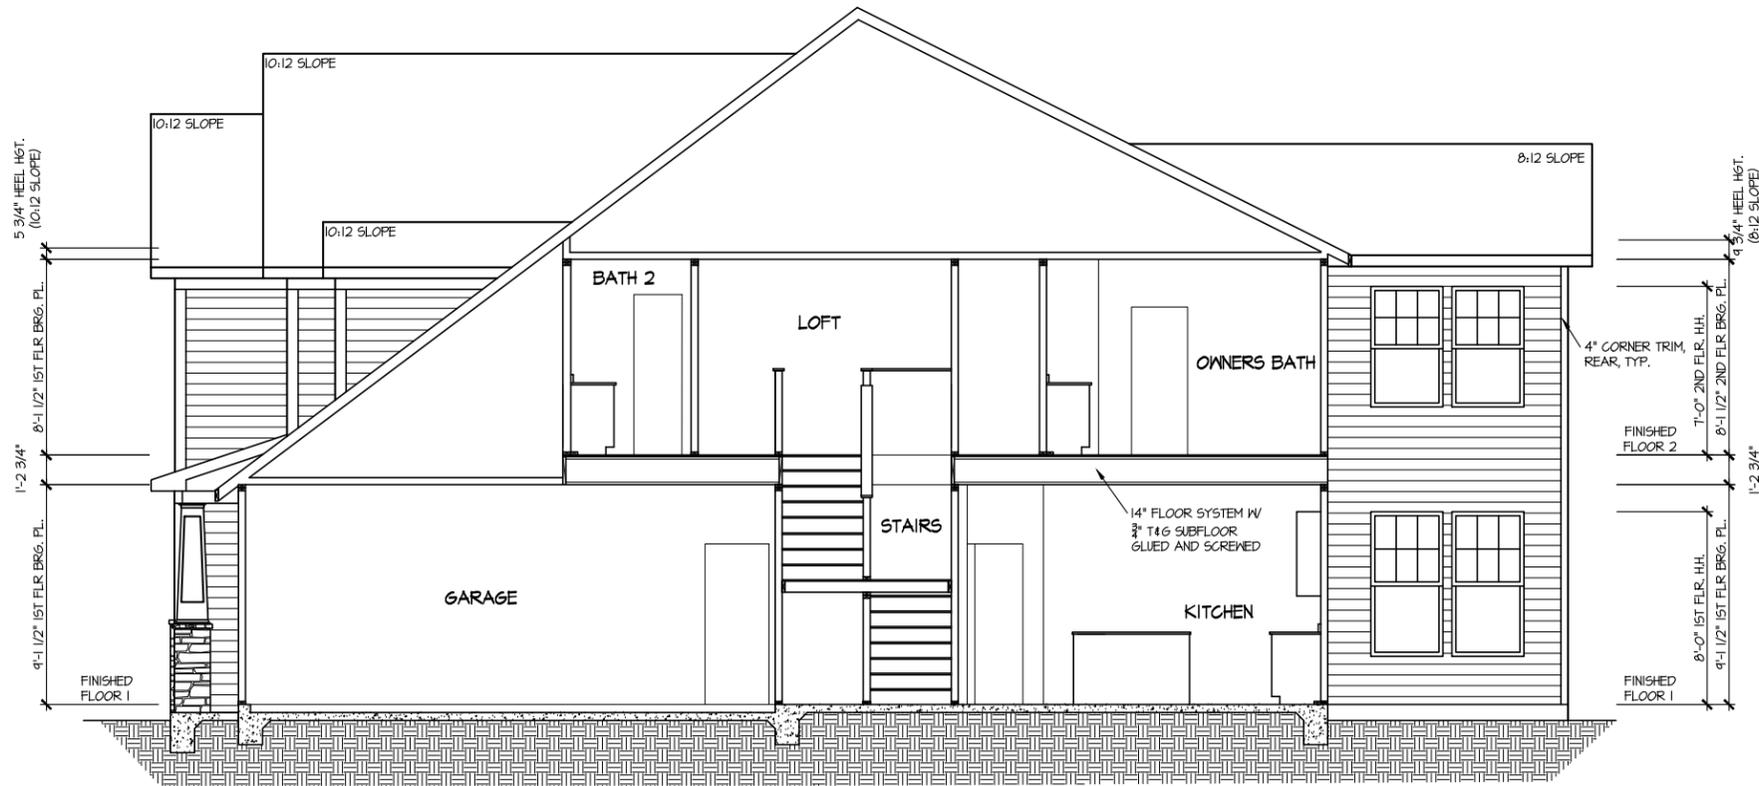 10:12 SLOPE
10:12 SLOPE
10:12 SLOPE
8:12 SLOPE
5 3/4" HEEL HGT.
(10:12 SLOPE)
8'-1 1/2" 1ST FLR BRG. PL.
1'-2 3/4"
9'-1 1/2" 1ST FLR BRG. PL.
FINISHED
FLOOR 1
BATH 2
LOFT
OWNERS BATH
STAIRS
GARAGE
KITCHEN
14" FLOOR SYSTEM W/
3/4" T&G SUBFLOOR
GLUED AND SCREWED
4" CORNER TRIM,
REAR, TYP.
9 3/4" HEEL HGT.
(8:12 SLOPE)
7'-0" 2ND FLR. H.H.
8'-1 1/2" 2ND FLR BRG. PL.
FINISHED
FLOOR 2
1'-2 3/4"
8'-0" 1ST FLR. H.H.
9'-1 1/2" 1ST FLR BRG. PL.
FINISHED
FLOOR 1